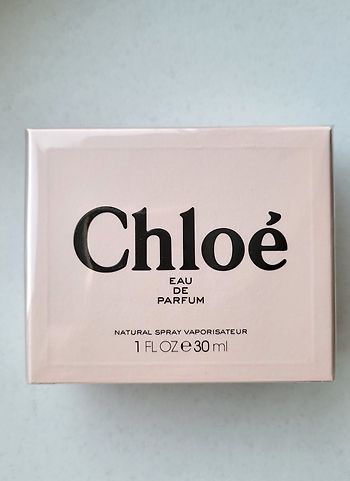 Chloé
EAU
DE
PARFUM
NATURAL SPRAY VAPORISATEUR
1 FL OZ ℮ 30 ml